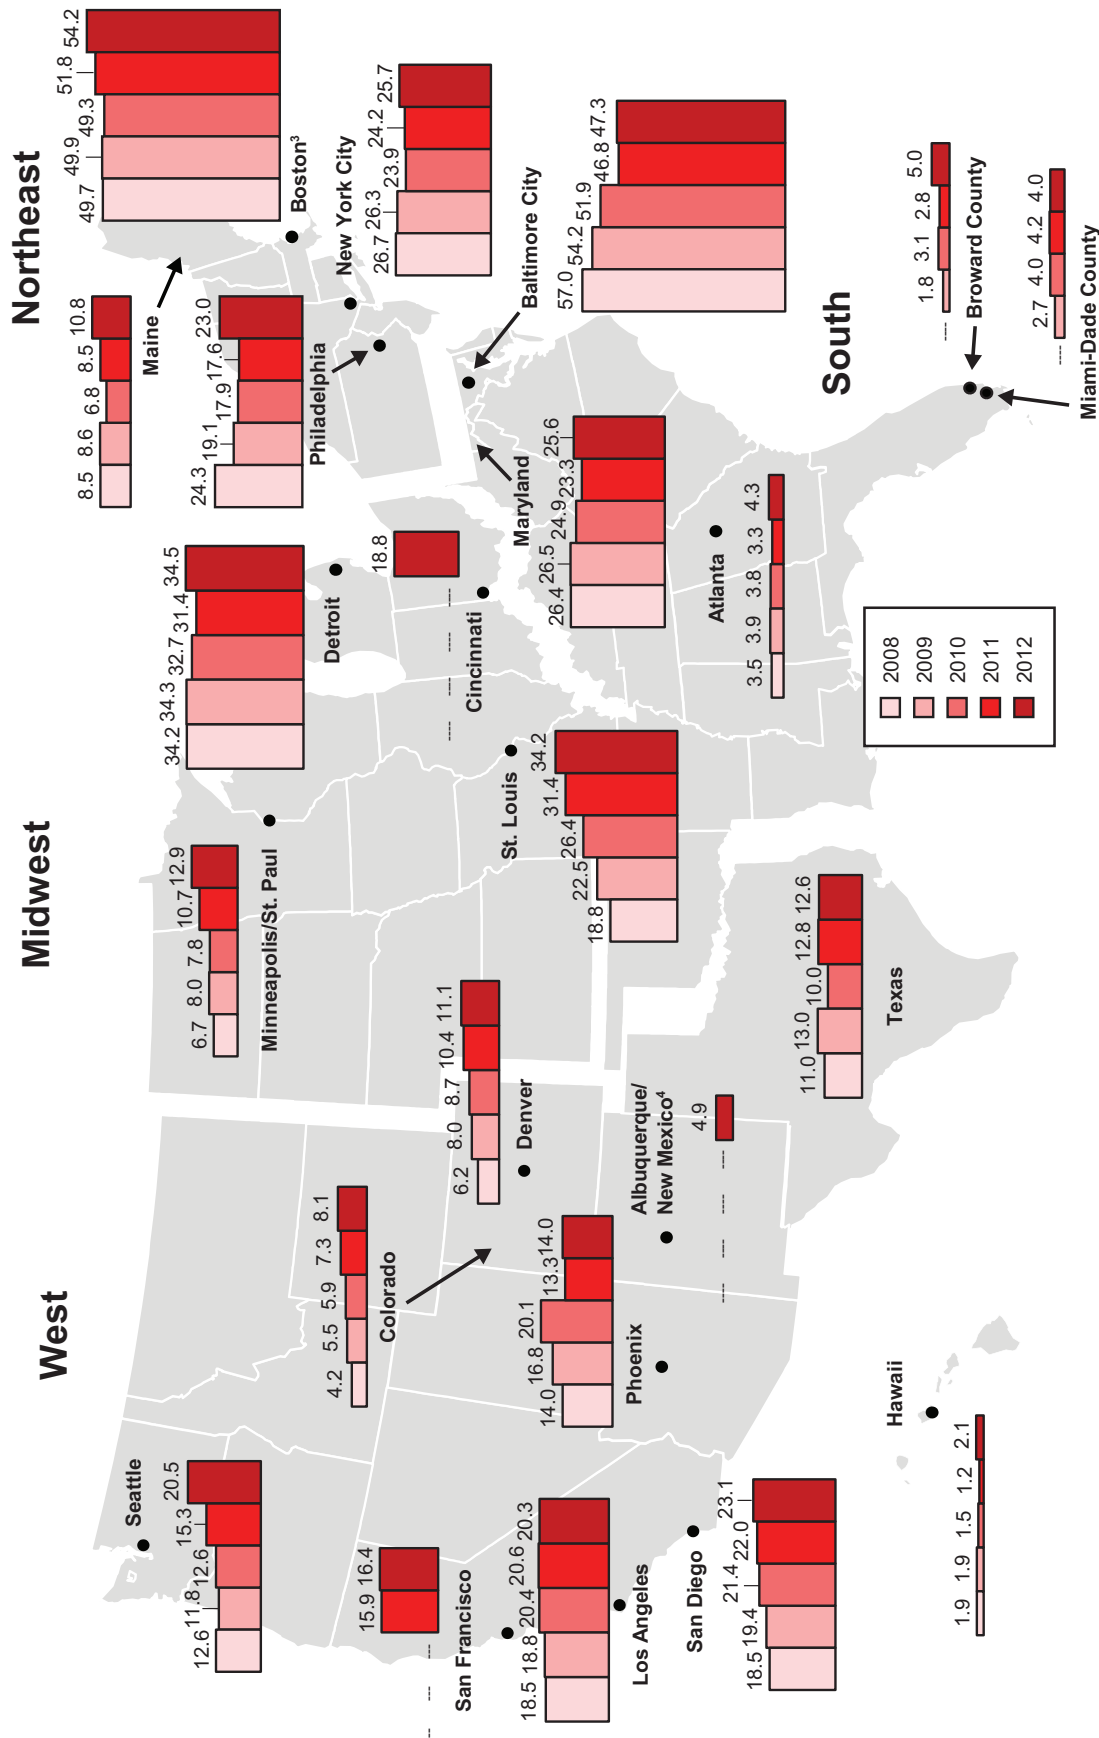 West
Midwest
Northeast
South
Seattle
12.6 11.8 12.6 15.3 20.5
San Francisco
-- -- -- 15.9 16.4
Los Angeles
18.5 18.8 20.4 20.6 20.3
San Diego
18.5 19.4 21.4 22.0 23.1
Hawaii
1.9 1.9 1.5 1.2 2.1
Colorado
4.2 5.5 5.9 7.3 8.1
Denver
6.2 8.0 8.7 10.4 11.1
Phoenix
14.0 16.8 20.1 13.3 14.0
Albuquerque/
New Mexico⁴
---- ---- ---- ---- 4.9
Minneapolis/St. Paul
6.7 8.0 7.8 10.7 12.9
Detroit
34.2 34.3 32.7 31.4 34.5
Cincinnati
---- ---- ---- ---- 18.8
St. Louis
18.8 22.5 26.4 31.4 34.2
Texas
11.0 13.0 10.0 12.8 12.6
Maine
8.5 8.6 6.8 8.5 10.8
Boston³
49.7 49.9 49.3 51.8 54.2
Philadelphia
24.3 19.1 17.9 17.6 23.0
New York City
26.7 26.3 23.9 24.2 25.7
Baltimore City
57.0 54.2 51.9 46.8 47.3
Maryland
26.4 26.5 24.9 23.3 25.6
Atlanta
3.5 3.9 3.8 3.3 4.3
Broward County
---- 1.8 3.1 2.8 5.0
Miami-Dade County
---- 2.7 4.0 4.2 4.0
2008
2009
2010
2011
2012